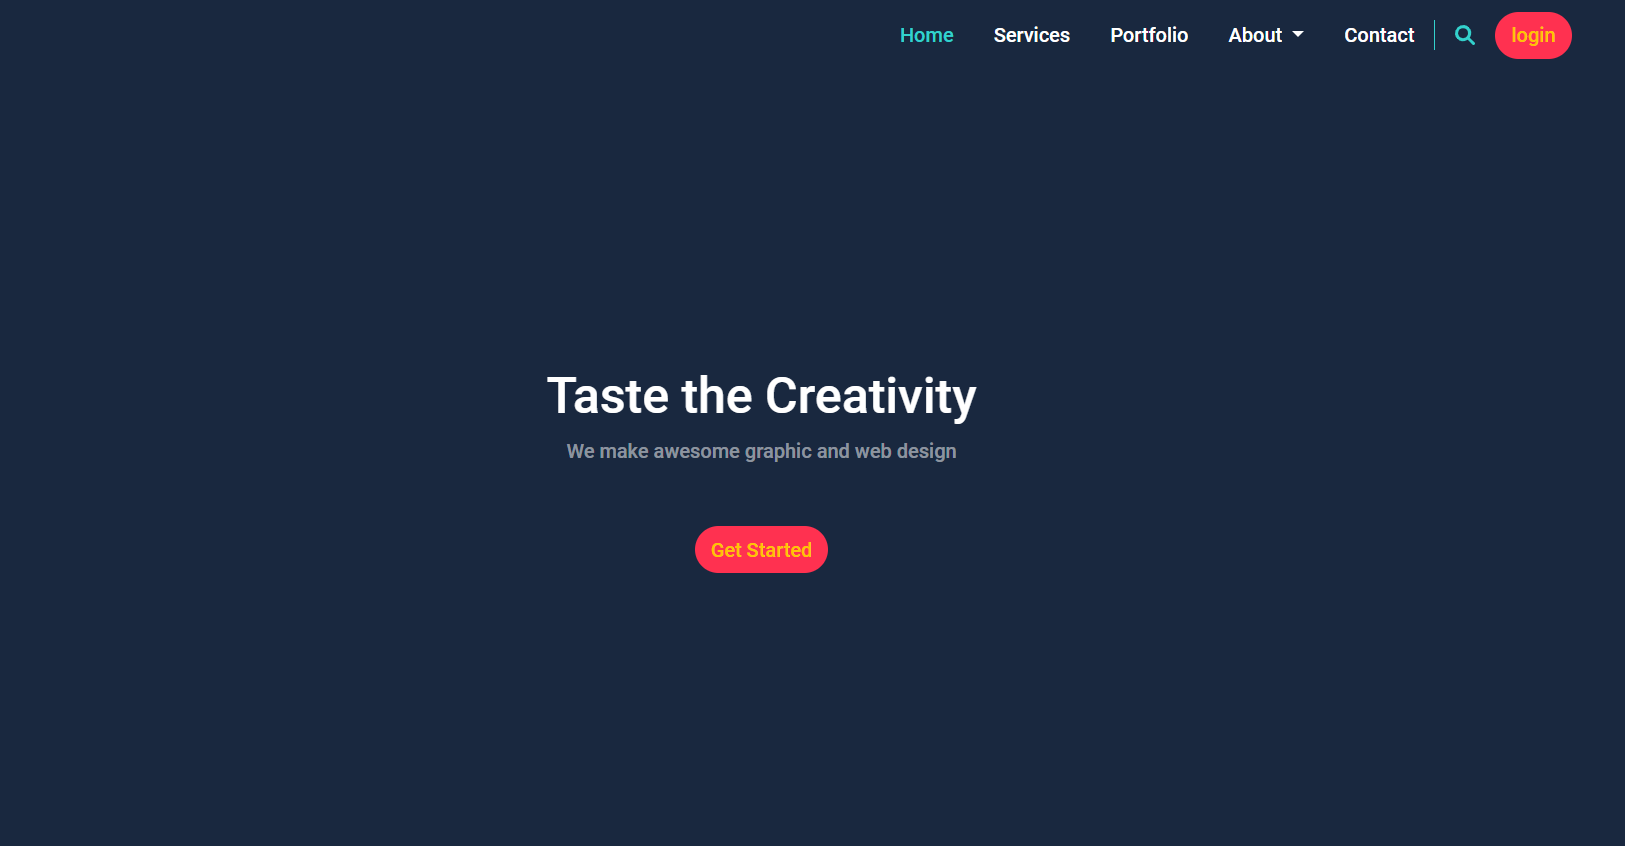 Home Services Portfolio About Contact login
Taste the Creativity
We make awesome graphic and web design
Get Started